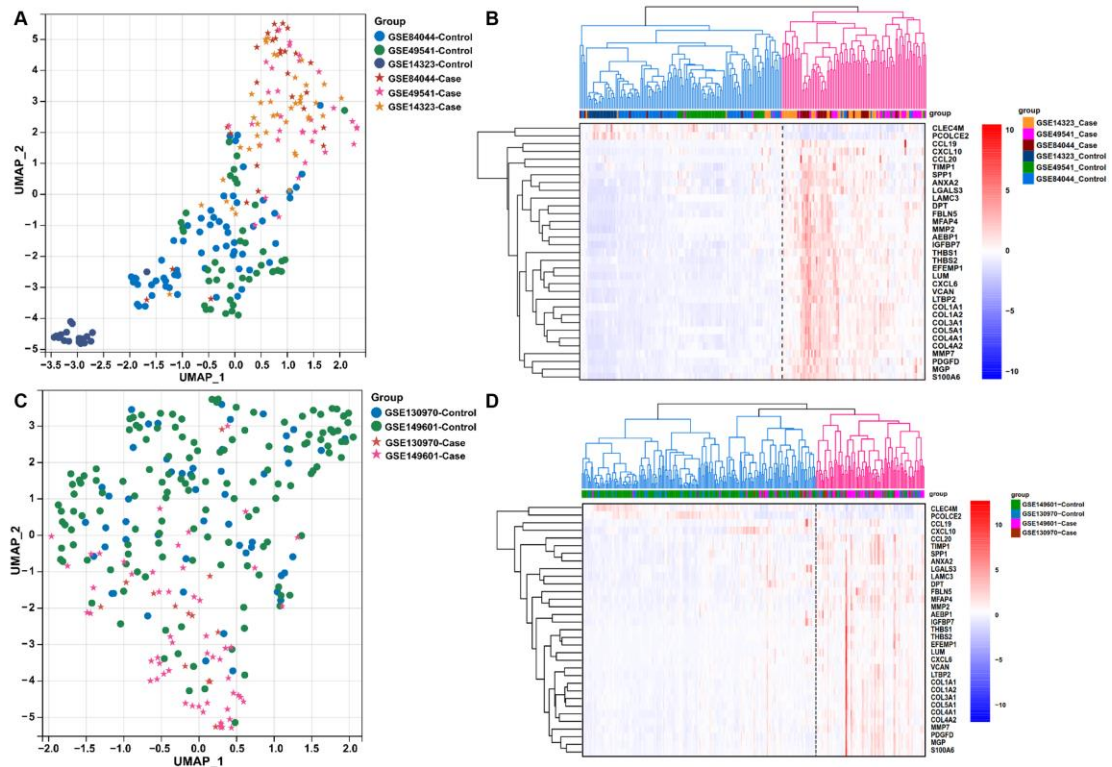 A
Group
GSE84044-Control
GSE49541-Control
GSE14323-Control
GSE84044-Case
GSE49541-Case
GSE14323-Case
UMAP_2
5
4
3
2
1
0
−1
−2
−3
−4
−5
−3.5 −3.0 −2.5 −2.0 −1.5 −1.0 −0.5 0.0 0.5 1.0 1.5 2.0
UMAP_1
B
group
CLEC4M
PCOLCE2
CCL19
CXCL10
CCL20
TIMP1
SPP1
ANXA2
LGALS3
LAMC3
DPT
FBLN5
MFAP4
MMP2
AEBP1
IGFBP7
THBS1
THBS2
EFEMP1
LUM
CXCL6
VCAN
LTBP2
COL1A1
COL1A2
COL3A1
COL5A1
COL4A1
COL4A2
MMP7
PDGFD
MGP
S100A6
10
5
0
−5
−10
group
GSE14323_Case
GSE49541_Case
GSE84044_Case
GSE14323_Control
GSE49541_Control
GSE84044_Control
C
Group
GSE130970-Control
GSE149601-Control
GSE130970-Case
GSE149601-Case
UMAP_2
3
2
1
0
−1
−2
−3
−4
−5
−2.0 −1.5 −1.0 −0.5 0.0 0.5 1.0 1.5 2.0
UMAP_1
D
group
CLEC4M
PCOLCE2
CCL19
CXCL10
CCL20
TIMP1
SPP1
ANXA2
LGALS3
LAMC3
DPT
FBLN5
MFAP4
MMP2
AEBP1
IGFBP7
THBS1
THBS2
EFEMP1
LUM
CXCL6
VCAN
LTBP2
COL1A1
COL1A2
COL3A1
COL5A1
COL4A1
COL4A2
MMP7
PDGFD
MGP
S100A6
10
5
0
−5
−10
group
GSE149601-Control
GSE130970-Control
GSE149601-Case
GSE130970-Case